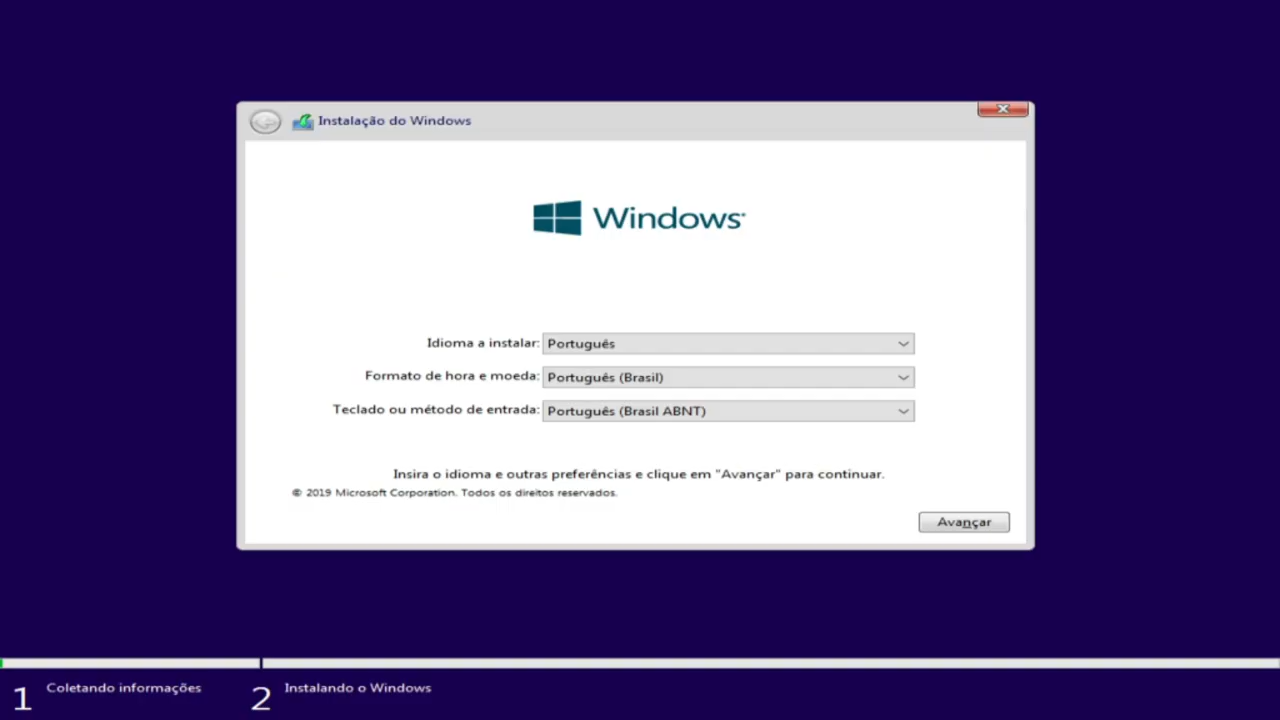 Instalação do Windows
Windows
Idioma a instalar: Português
Formato de hora e moeda: Português (Brasil)
Teclado ou método de entrada: Português (Brasil ABNT)
Insira o idioma e outras preferências e clique em "Avançar" para continuar.
© 2019 Microsoft Corporation. Todos os direitos reservados.
Avançar
1 Coletando informações
2 Instalando o Windows